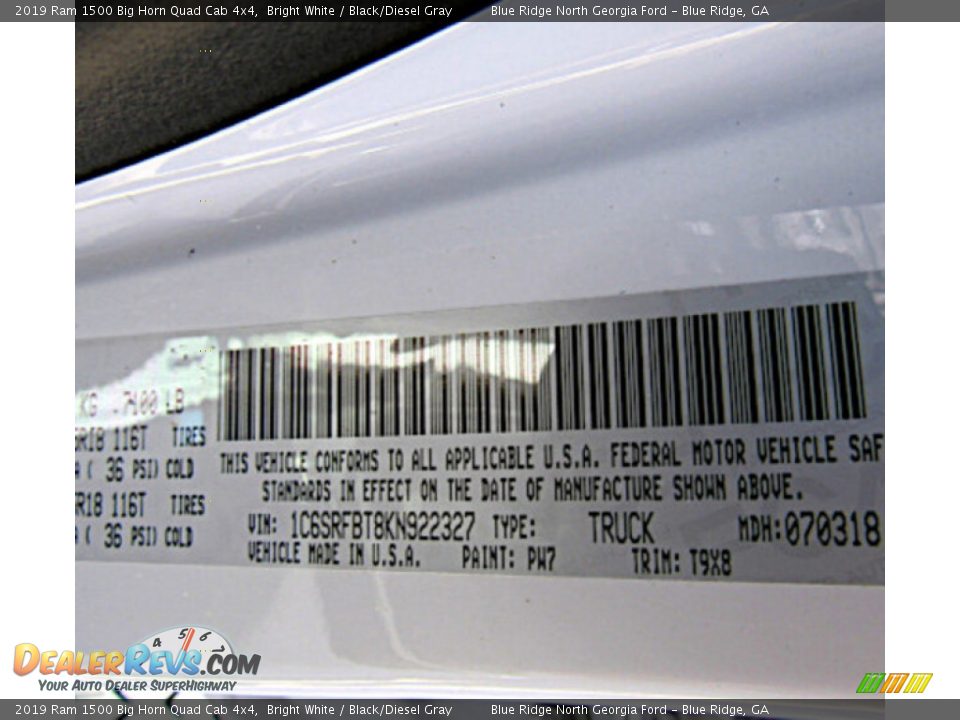 2019 Ram 1500 Big Horn Quad Cab 4x4,  Bright White / Black/Diesel Gray        Blue Ridge North Georgia Ford - Blue Ridge, GA
KG 7400 LB
R18 116T TIRES
( 36 PSI) COLD
R18 116T TIRES
( 36 PSI) COLD
THIS VEHICLE CONFORMS TO ALL APPLICABLE U.S.A. FEDERAL MOTOR VEHICLE SAF
STANDARDS IN EFFECT ON THE DATE OF MANUFACTURE SHOWN ABOVE.
VIN: 1C6SRFBT8KN922327 TYPE: TRUCK MDH:070318
VEHICLE MADE IN U.S.A. PAINT: PW7 TRIM: T9X8
4 5 6
DEALERREVS.COM
YOUR AUTO DEALER SUPERHIGHWAY
2019 Ram 1500 Big Horn Quad Cab 4x4,  Bright White / Black/Diesel Gray        Blue Ridge North Georgia Ford - Blue Ridge, GA